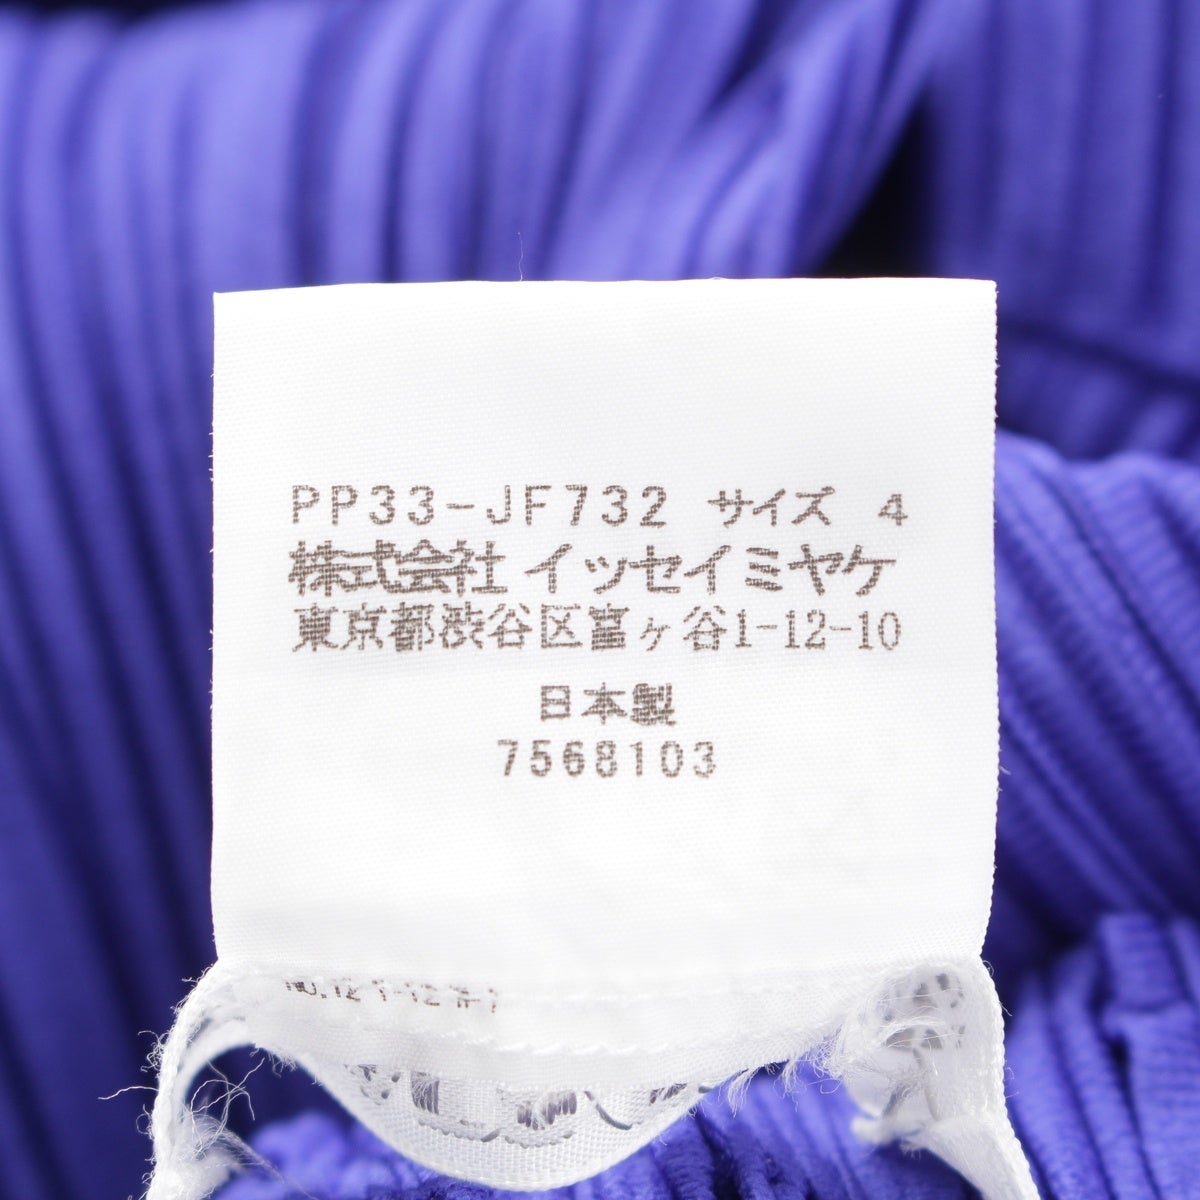 PP33-JF732 サイズ 4
株式会社 イッセイミヤケ
東京都渋谷区富ヶ谷1-12-10
日本製
7568103